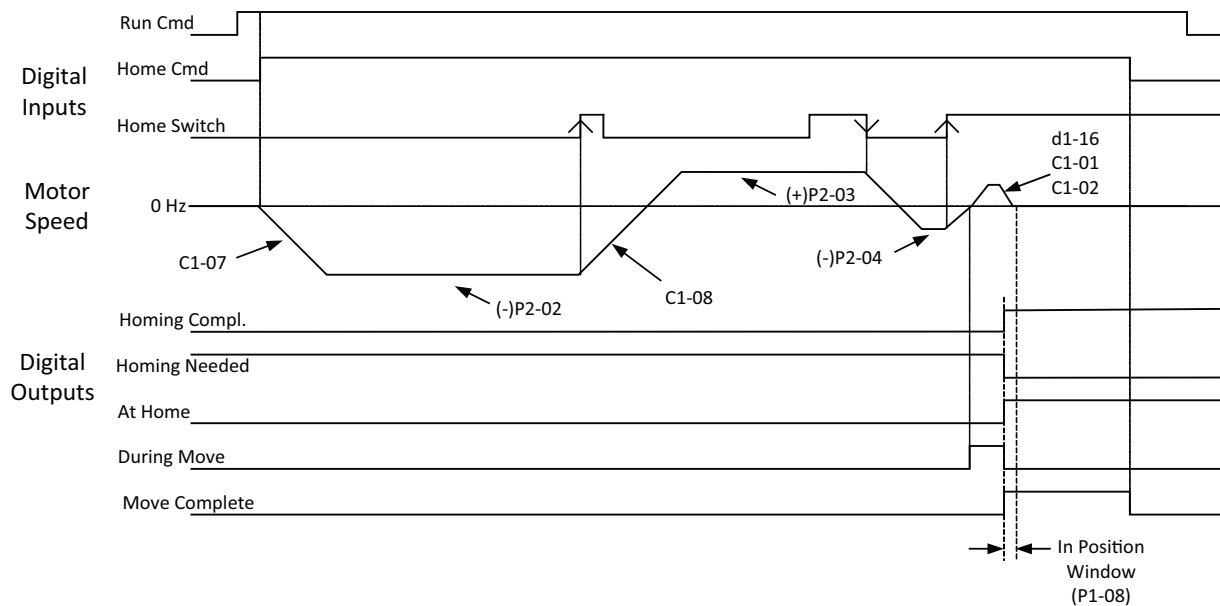 Run Cmd
Digital
Inputs
Home Cmd
Home Switch
d1-16
C1-01
C1-02
Motor
Speed
0 Hz
(+)P2-03
C1-07
(-)P2-04
(-)P2-02
C1-08
Homing Compl.
Digital
Outputs
Homing Needed
At Home
During Move
Move Complete
In Position
Window
(P1-08)